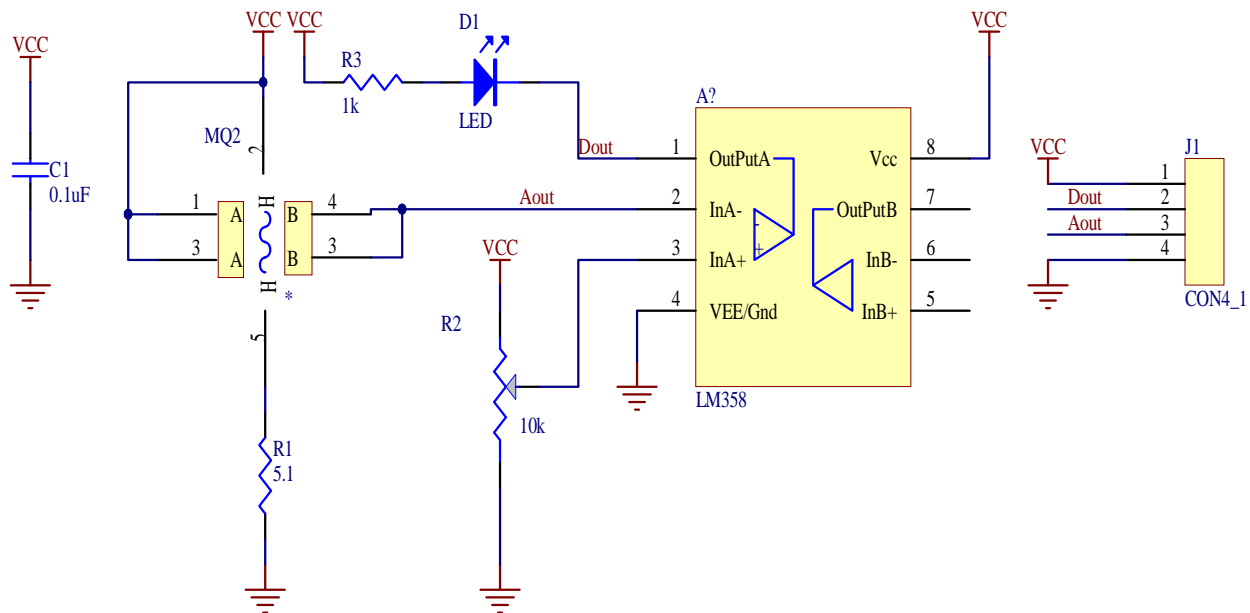 VCC
C1
0.1uF
VCC
VCC
MQ2
2
1
A
3
A
H
H
*
B
4
B
3
5
R1
5.1
R3
1k
D1
LED
Dout
Aout
VCC
R2
10k
A?
1
OutPutA
2
InA-
3
InA+
4
VEE/Gnd
-
+
Vcc
8
OutPutB
7
InB-
6
InB+
5
LM358
VCC
VCC
Dout
Aout
J1
1
2
3
4
CON4_1